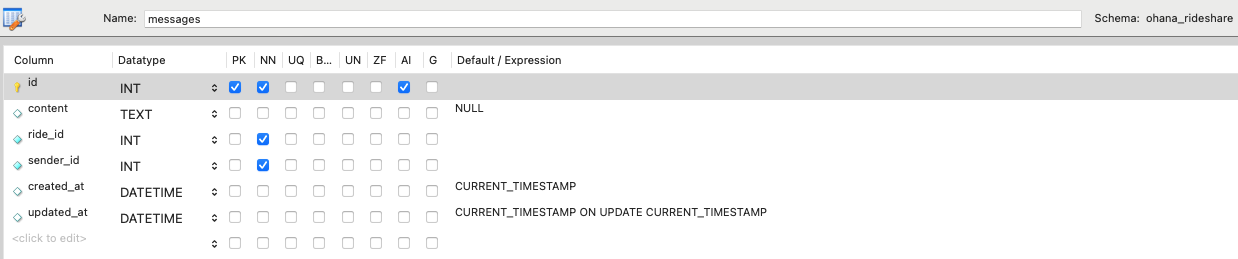 Name: messages Schema: ohana_rideshare
Column Datatype PK NN UQ B... UN ZF AI G Default / Expression
id INT
content TEXT NULL
ride_id INT
sender_id INT
created_at DATETIME CURRENT_TIMESTAMP
updated_at DATETIME CURRENT_TIMESTAMP ON UPDATE CURRENT_TIMESTAMP
<click to edit>